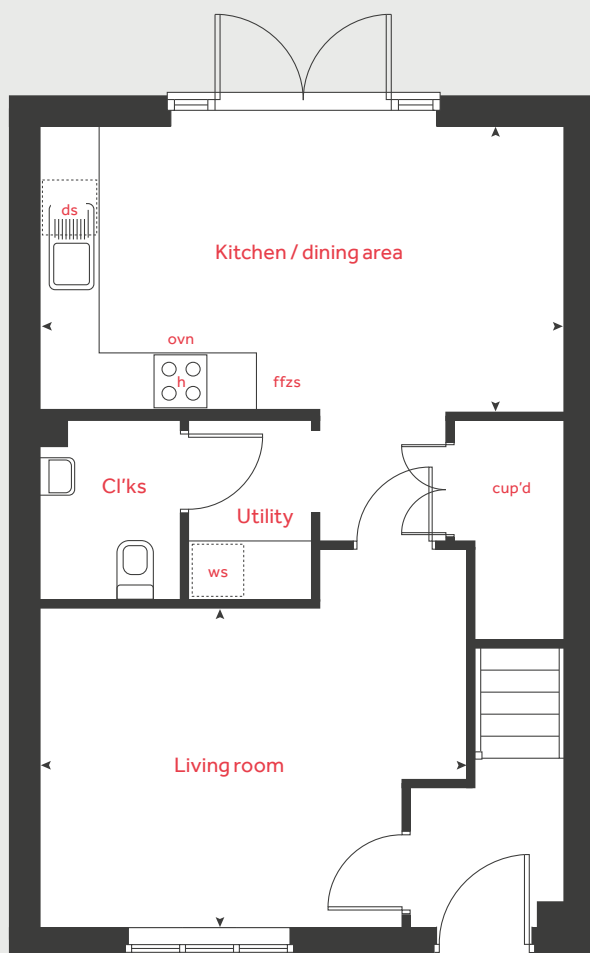 ds
Kitchen / dining area
ovn
h
ffzs
Cl'ks
cup'd
Utility
ws
Living room